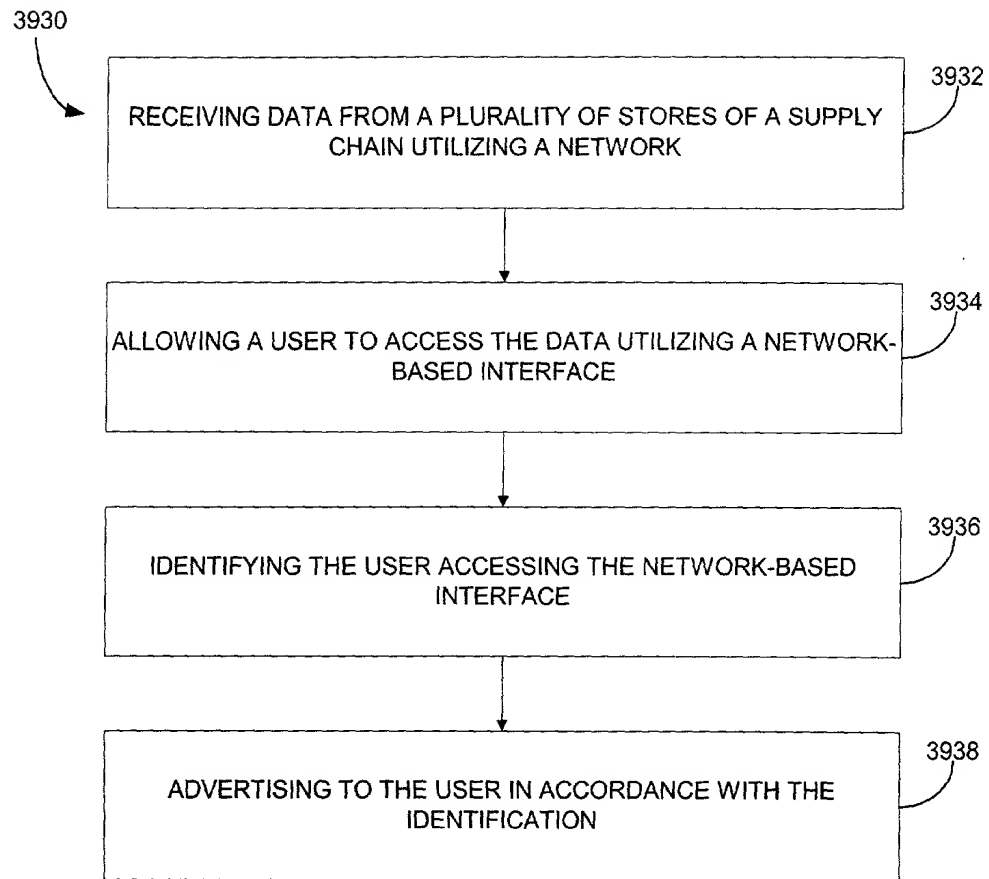 3930
3932
RECEIVING DATA FROM A PLURALITY OF STORES OF A SUPPLY
CHAIN UTILIZING A NETWORK
3934
ALLOWING A USER TO ACCESS THE DATA UTILIZING A NETWORK-
BASED INTERFACE
3936
IDENTIFYING THE USER ACCESSING THE NETWORK-BASED
INTERFACE
3938
ADVERTISING TO THE USER IN ACCORDANCE WITH THE
IDENTIFICATION